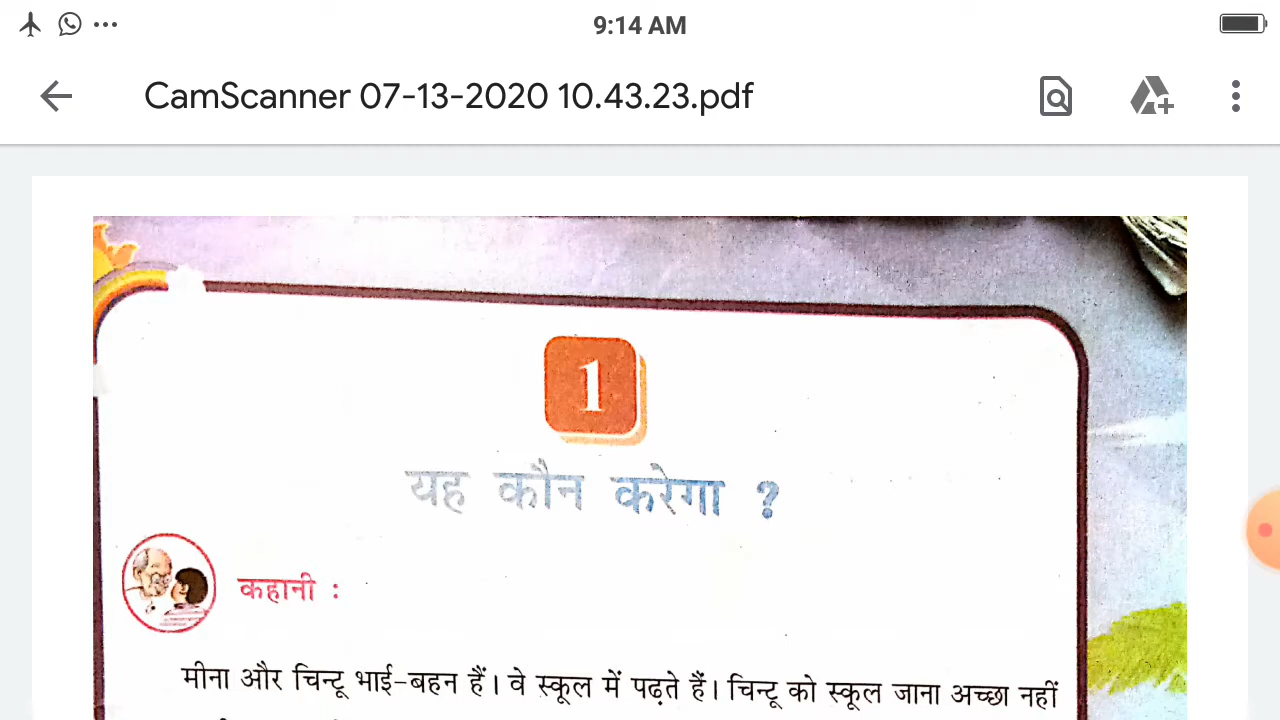 9:14 AM
CamScanner 07-13-2020 10.43.23.pdf
1
यह कौन करेगा ?
कहानी :
मीना और चिन्टू भाई-बहन हैं। वे स्कूल में पढ़ते हैं। चिन्टू को स्कूल जाना अच्छा नहीं